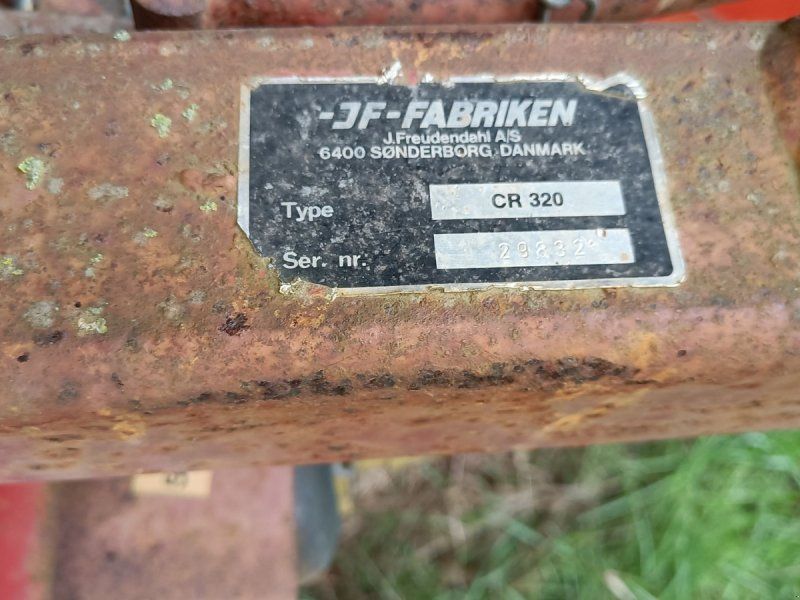 -JF-FABRIKEN
J.Freudendahl A/S
6400 SØNDERBORG DANMARK
Type CR 320
Ser. nr. 29832